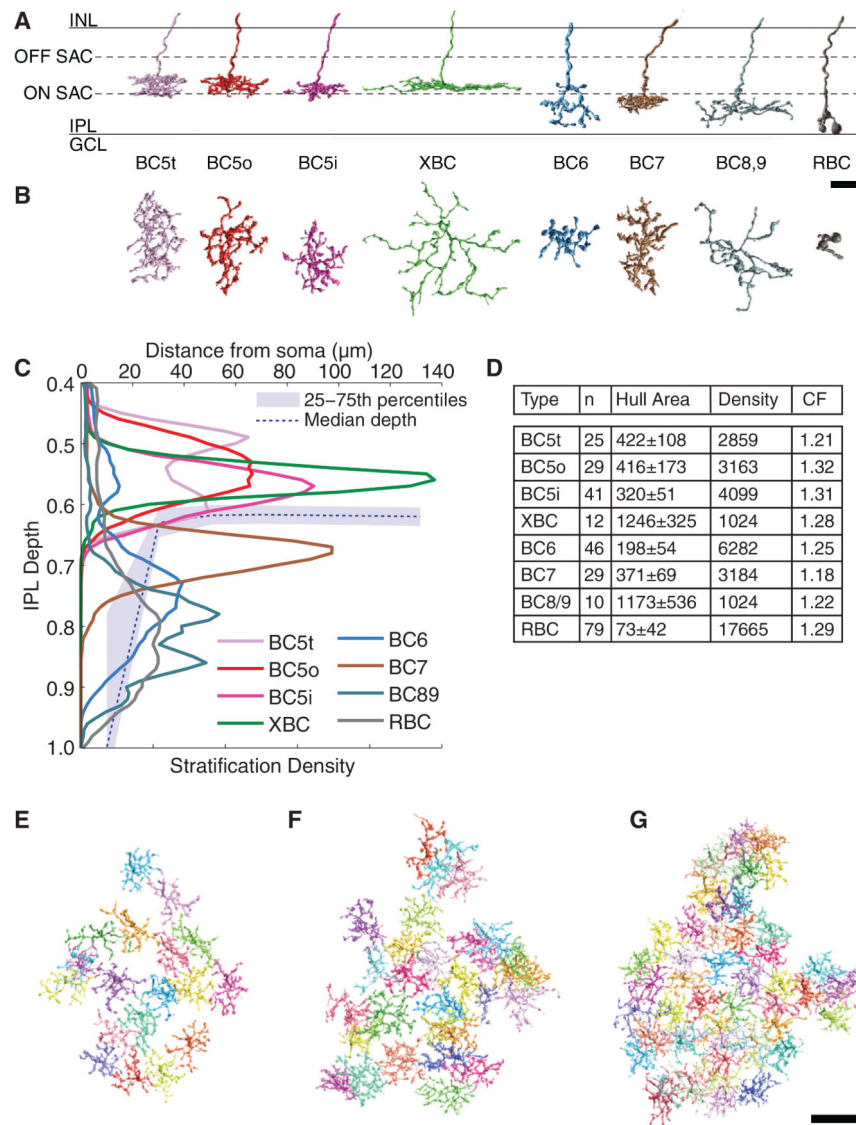 A
INL
OFF SAC
ON SAC
IPL
GCL
BC5t BC5o BC5i XBC BC6 BC7 BC8,9 RBC
B
C
Distance from soma (μm)
0 20 40 60 80 100 120 140
0.4
0.5
0.6
0.7
0.8
0.9
1.0
IPL Depth
25–75th percentiles
Median depth
BC5t
BC5o
BC5i
XBC
BC6
BC7
BC89
RBC
Stratification Density
D
Type n Hull Area Density CF
BC5t 25 422±108 2859 1.21
BC5o 29 416±173 3163 1.32
BC5i 41 320±51 4099 1.31
XBC 12 1246±325 1024 1.28
BC6 46 198±54 6282 1.25
BC7 29 371±69 3184 1.18
BC8/9 10 1173±536 1024 1.22
RBC 79 73±42 17665 1.29
E
F
G